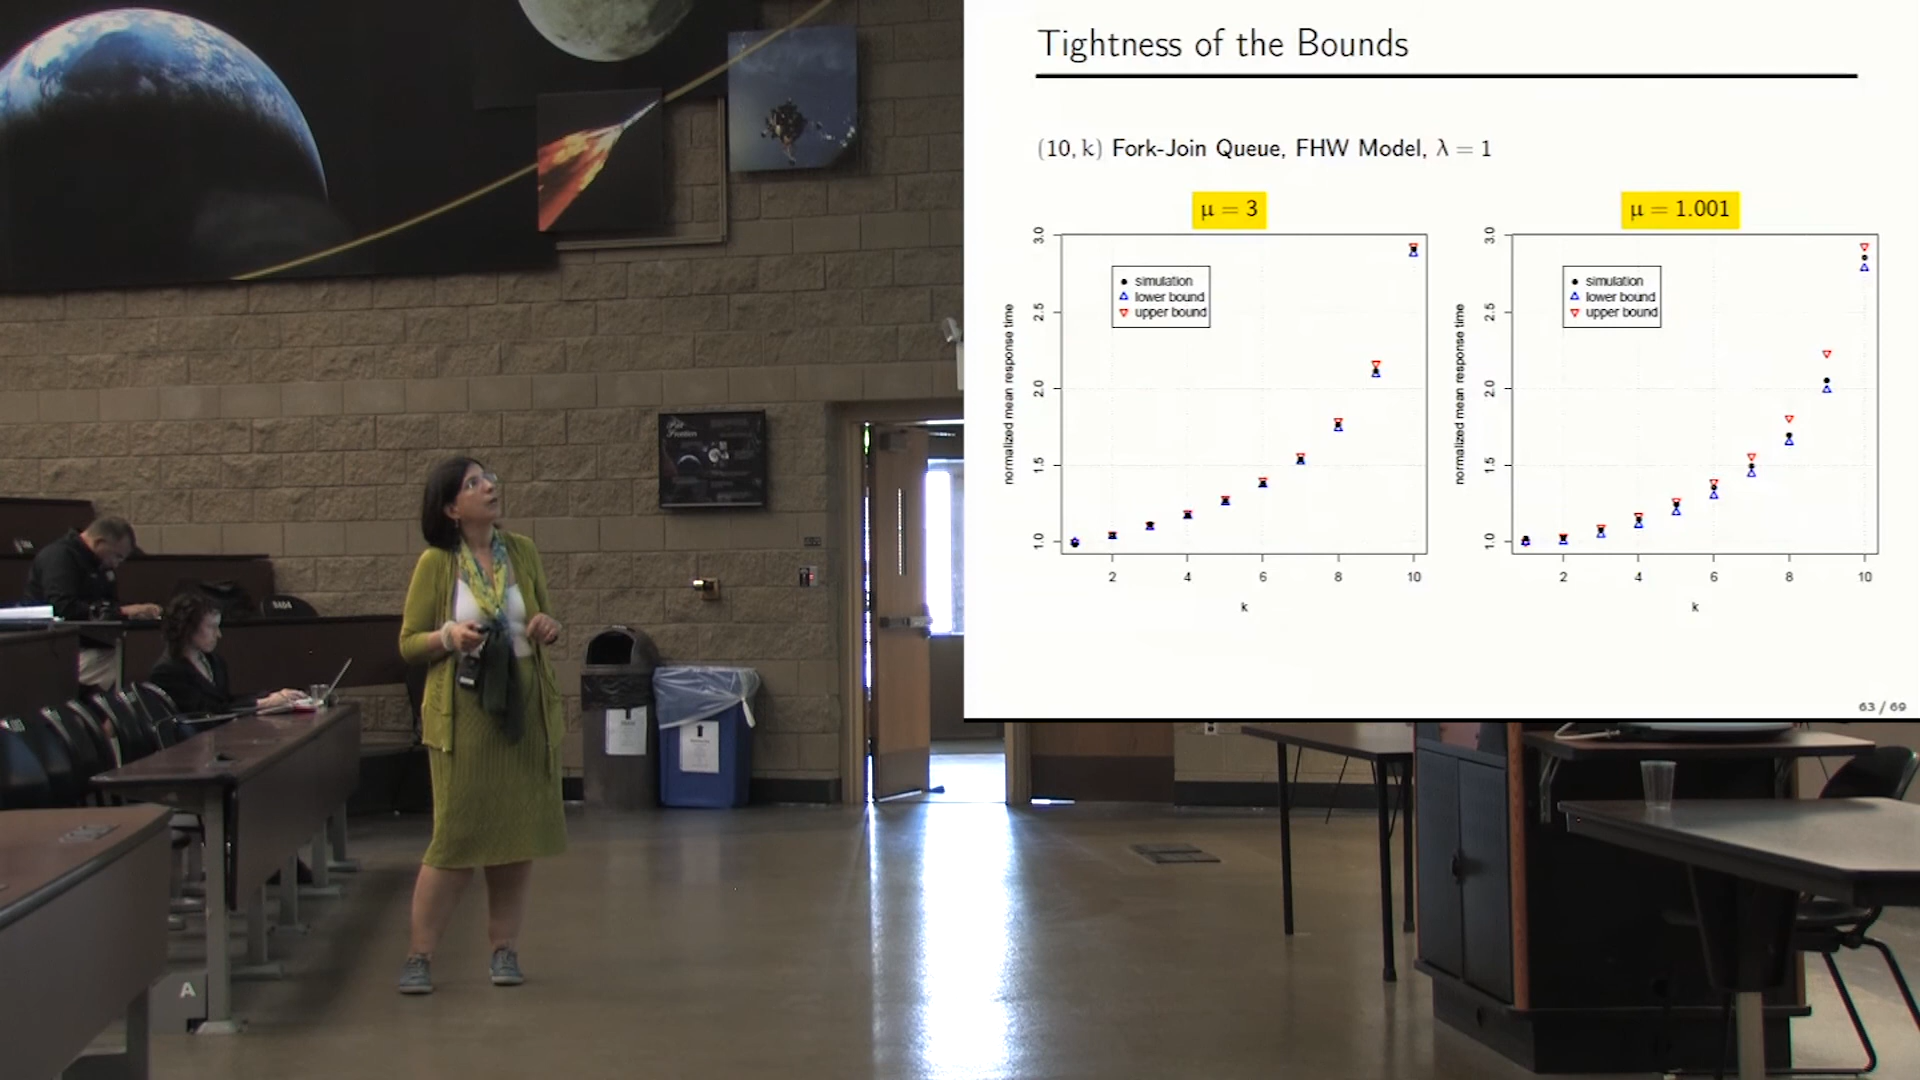 Tightness of the Bounds
(10, k) Fork-Join Queue, FHW Model, λ = 1
μ = 3
μ = 1.001
normalized mean response time
3.0
2.5
2.0
1.5
1.0
simulation
lower bound
upper bound
2 4 6 8 10
k
normalized mean response time
3.0
2.5
2.0
1.5
1.0
simulation
lower bound
upper bound
2 4 6 8 10
k
63 / 69
A